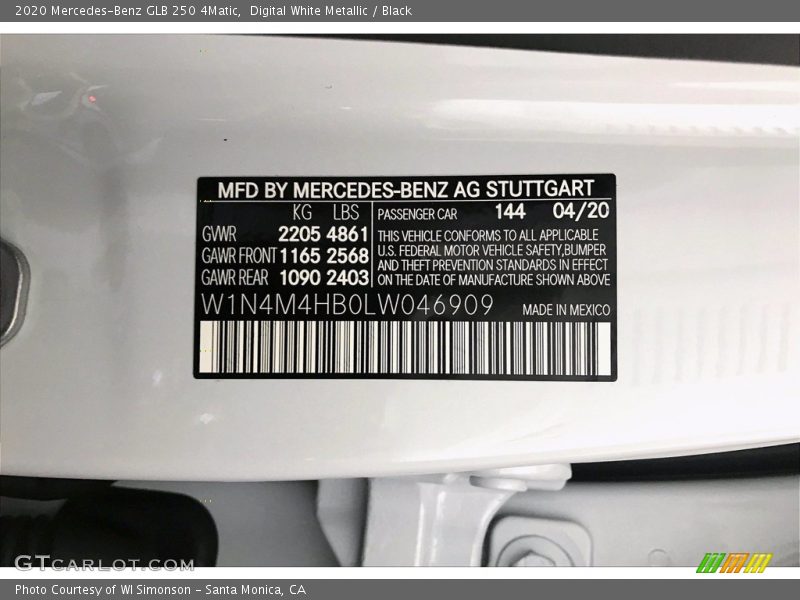 2020 Mercedes-Benz GLB 250 4Matic,  Digital White Metallic / Black
MFD BY MERCEDES-BENZ AG STUTTGART
KG LBS
GVWR 2205 4861
GAWR FRONT 1165 2568
GAWR REAR 1090 2403
PASSENGER CAR 144 04/20
THIS VEHICLE CONFORMS TO ALL APPLICABLE
U.S. FEDERAL MOTOR VEHICLE SAFETY,BUMPER
AND THEFT PREVENTION STANDARDS IN EFFECT
ON THE DATE OF MANUFACTURE SHOWN ABOVE
W1N4M4HB0LW046909 MADE IN MEXICO
GTCARLOT.COM
Photo Courtesy of WI Simonson - Santa Monica, CA